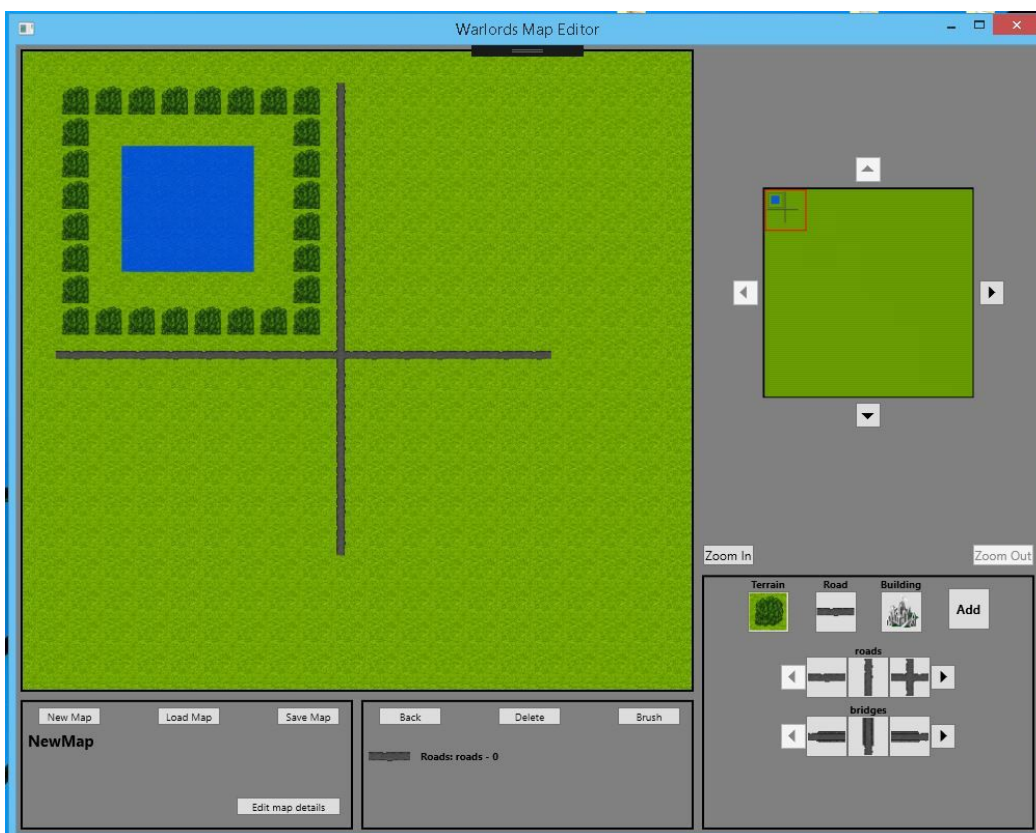 Warlords Map Editor
Zoom In
Zoom Out
Terrain
Road
Building
Add
roads
bridges
New Map
Load Map
Save Map
NewMap
Edit map details
Back
Delete
Brush
Roads: roads - 0